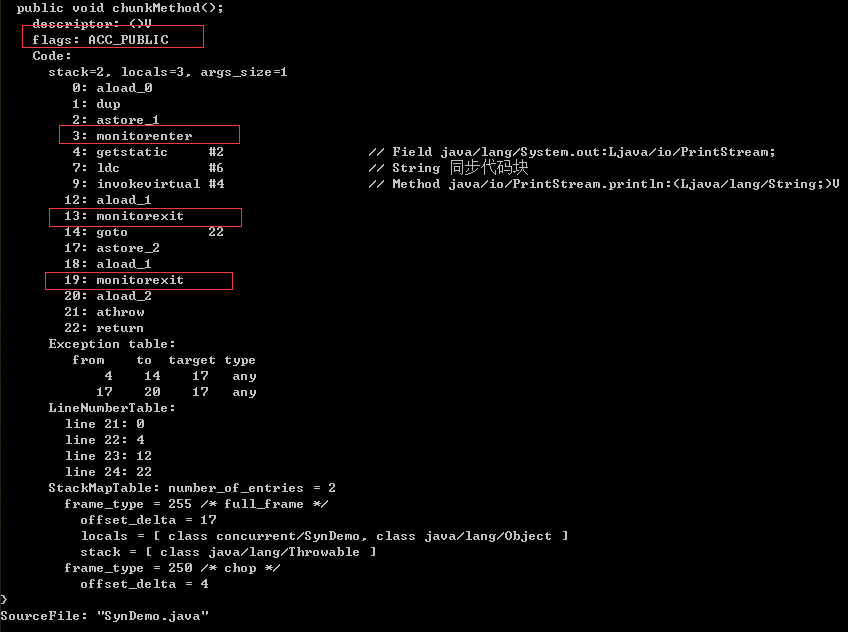 public void chunkMethod();
descriptor: ()V
flags: ACC_PUBLIC
Code:
stack=2, locals=3, args_size=1
0: aload_0
1: dup
2: astore_1
3: monitorenter
4: getstatic #2 // Field java/lang/System.out:Ljava/io/PrintStream;
7: ldc #6 // String 同步代码块
9: invokevirtual #4 // Method java/io/PrintStream.println:(Ljava/lang/String;)V
12: aload_1
13: monitorexit
14: goto 22
17: astore_2
18: aload_1
19: monitorexit
20: aload_2
21: athrow
22: return
Exception table:
from to target type
4 14 17 any
17 20 17 any
LineNumberTable:
line 21: 0
line 22: 4
line 23: 12
line 24: 22
StackMapTable: number_of_entries = 2
frame_type = 255 /* full_frame */
offset_delta = 17
locals = [ class concurrent/SynDemo, class java/lang/Object ]
stack = [ class java/lang/Throwable ]
frame_type = 250 /* chop */
offset_delta = 4
}
SourceFile: "SynDemo.java"